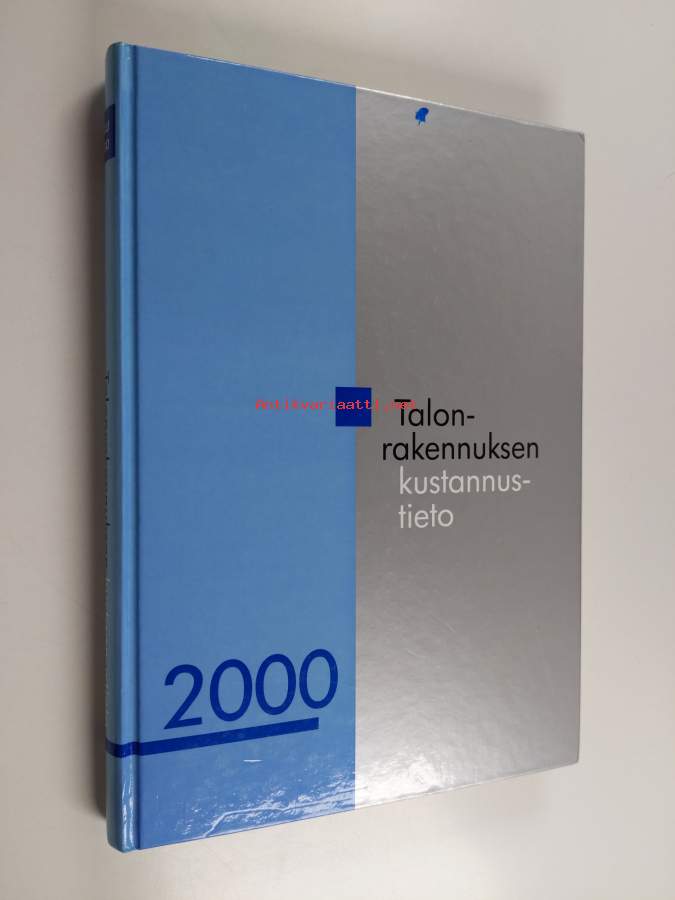 Antikvariaatti.net
Talon-
rakennuksen
kustannus-
tieto
2000